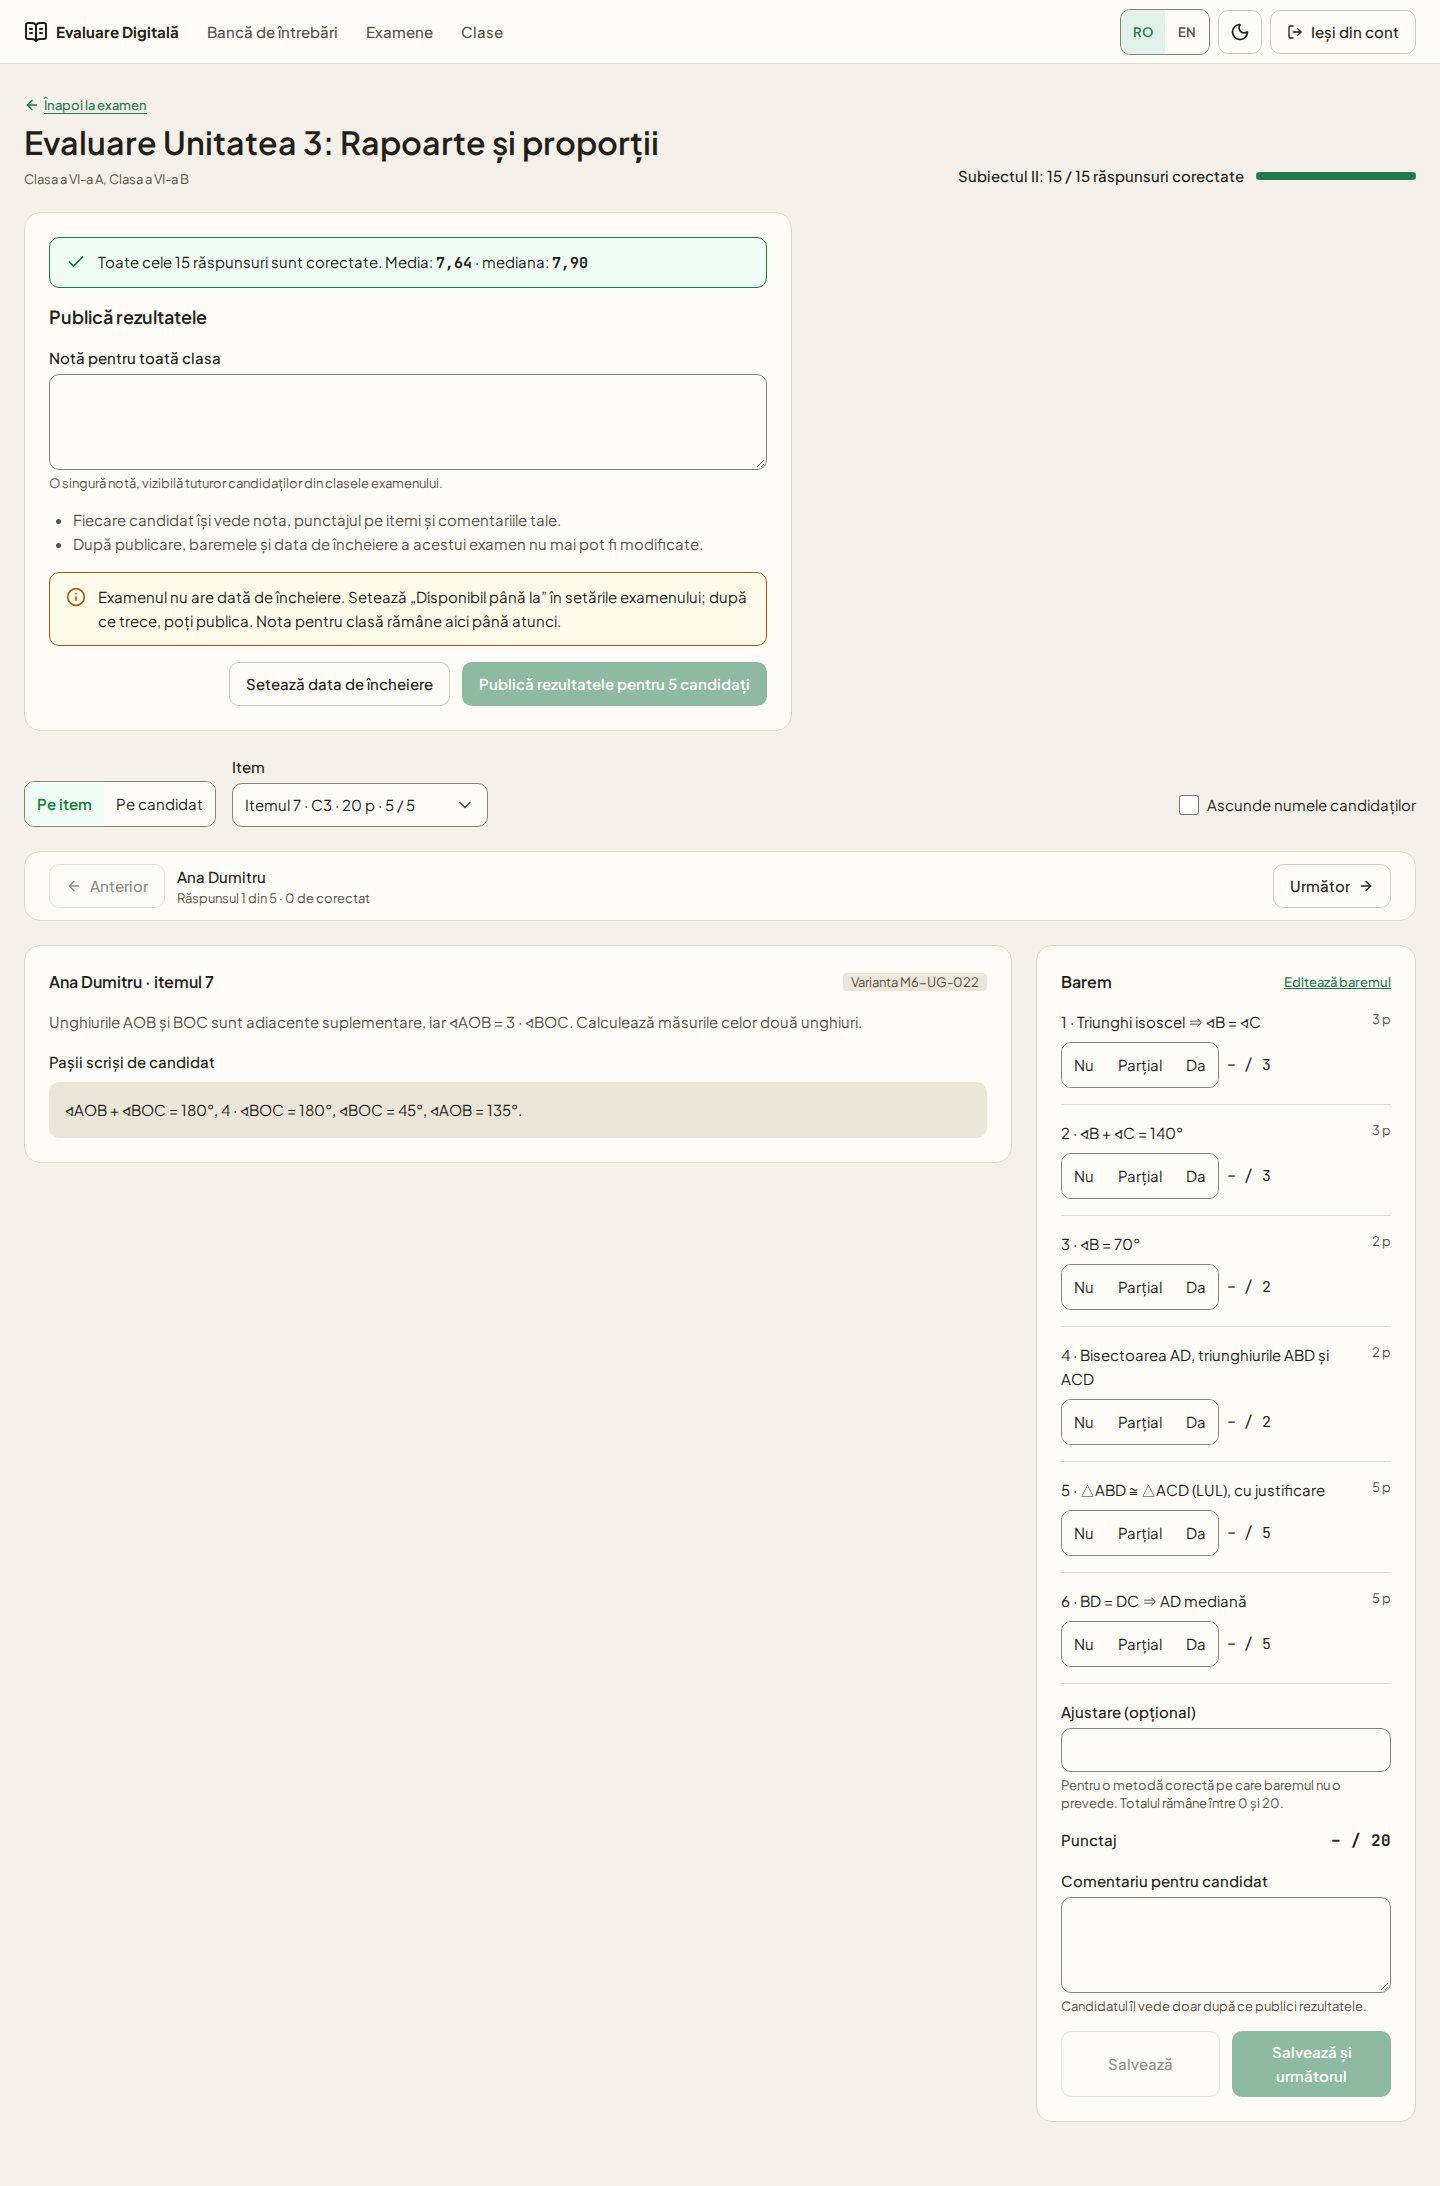 Evaluare Digitală
Bancă de întrebări
Examene
Clase
RO
EN
Ieși din cont
Înapoi la examen
Evaluare Unitatea 3: Rapoarte și proporții
Clasa a VI-a A, Clasa a VI-a B
Subiectul II: 15 / 15 răspunsuri corectate
Toate cele 15 răspunsuri sunt corectate. Media: 7,64 · mediana: 7,90
Publică rezultatele
Notă pentru toată clasa
O singură notă, vizibilă tuturor candidaților din clasele examenului.
• Fiecare candidat își vede nota, punctajul pe itemi și comentariile tale.
• După publicare, baremele și data de încheiere a acestui examen nu mai pot fi modificate.
Examenul nu are dată de încheiere. Setează „Disponibil până la” în setările examenului; după
ce trece, poți publica. Nota pentru clasă rămâne aici până atunci.
Setează data de încheiere
Publică rezultatele pentru 5 candidați
Item
Pe item
Pe candidat
Itemul 7 · C3 · 20 p · 5 / 5
Ascunde numele candidaților
Anterior
Ana Dumitru
Răspunsul 1 din 5 · 0 de corectat
Următor
Ana Dumitru · itemul 7
Varianta M6-UG-022
Unghiurile AOB și BOC sunt adiacente suplementare, iar ∢AOB = 3 · ∢BOC. Calculează măsurile celor două unghiuri.
Pașii scriși de candidat
∢AOB + ∢BOC = 180°, 4 · ∢BOC = 180°, ∢BOC = 45°, ∢AOB = 135°.
Barem
Editează baremul
1 · Triunghi isoscel ⇒ ∢B = ∢C
3 p
Nu Parțial Da – / 3
2 · ∢B + ∢C = 140°
3 p
Nu Parțial Da – / 3
3 · ∢B = 70°
2 p
Nu Parțial Da – / 2
4 · Bisectoarea AD, triunghiurile ABD și
ACD
2 p
Nu Parțial Da – / 2
5 · △ABD ≅ △ACD (LUL), cu justificare
5 p
Nu Parțial Da – / 5
6 · BD = DC ⇒ AD mediană
5 p
Nu Parțial Da – / 5
Ajustare (opțional)
Pentru o metodă corectă pe care baremul nu o
prevede. Totalul rămâne între 0 și 20.
Punctaj
– / 20
Comentariu pentru candidat
Candidatul îl vede doar după ce publici rezultatele.
Salvează
Salvează și
următorul